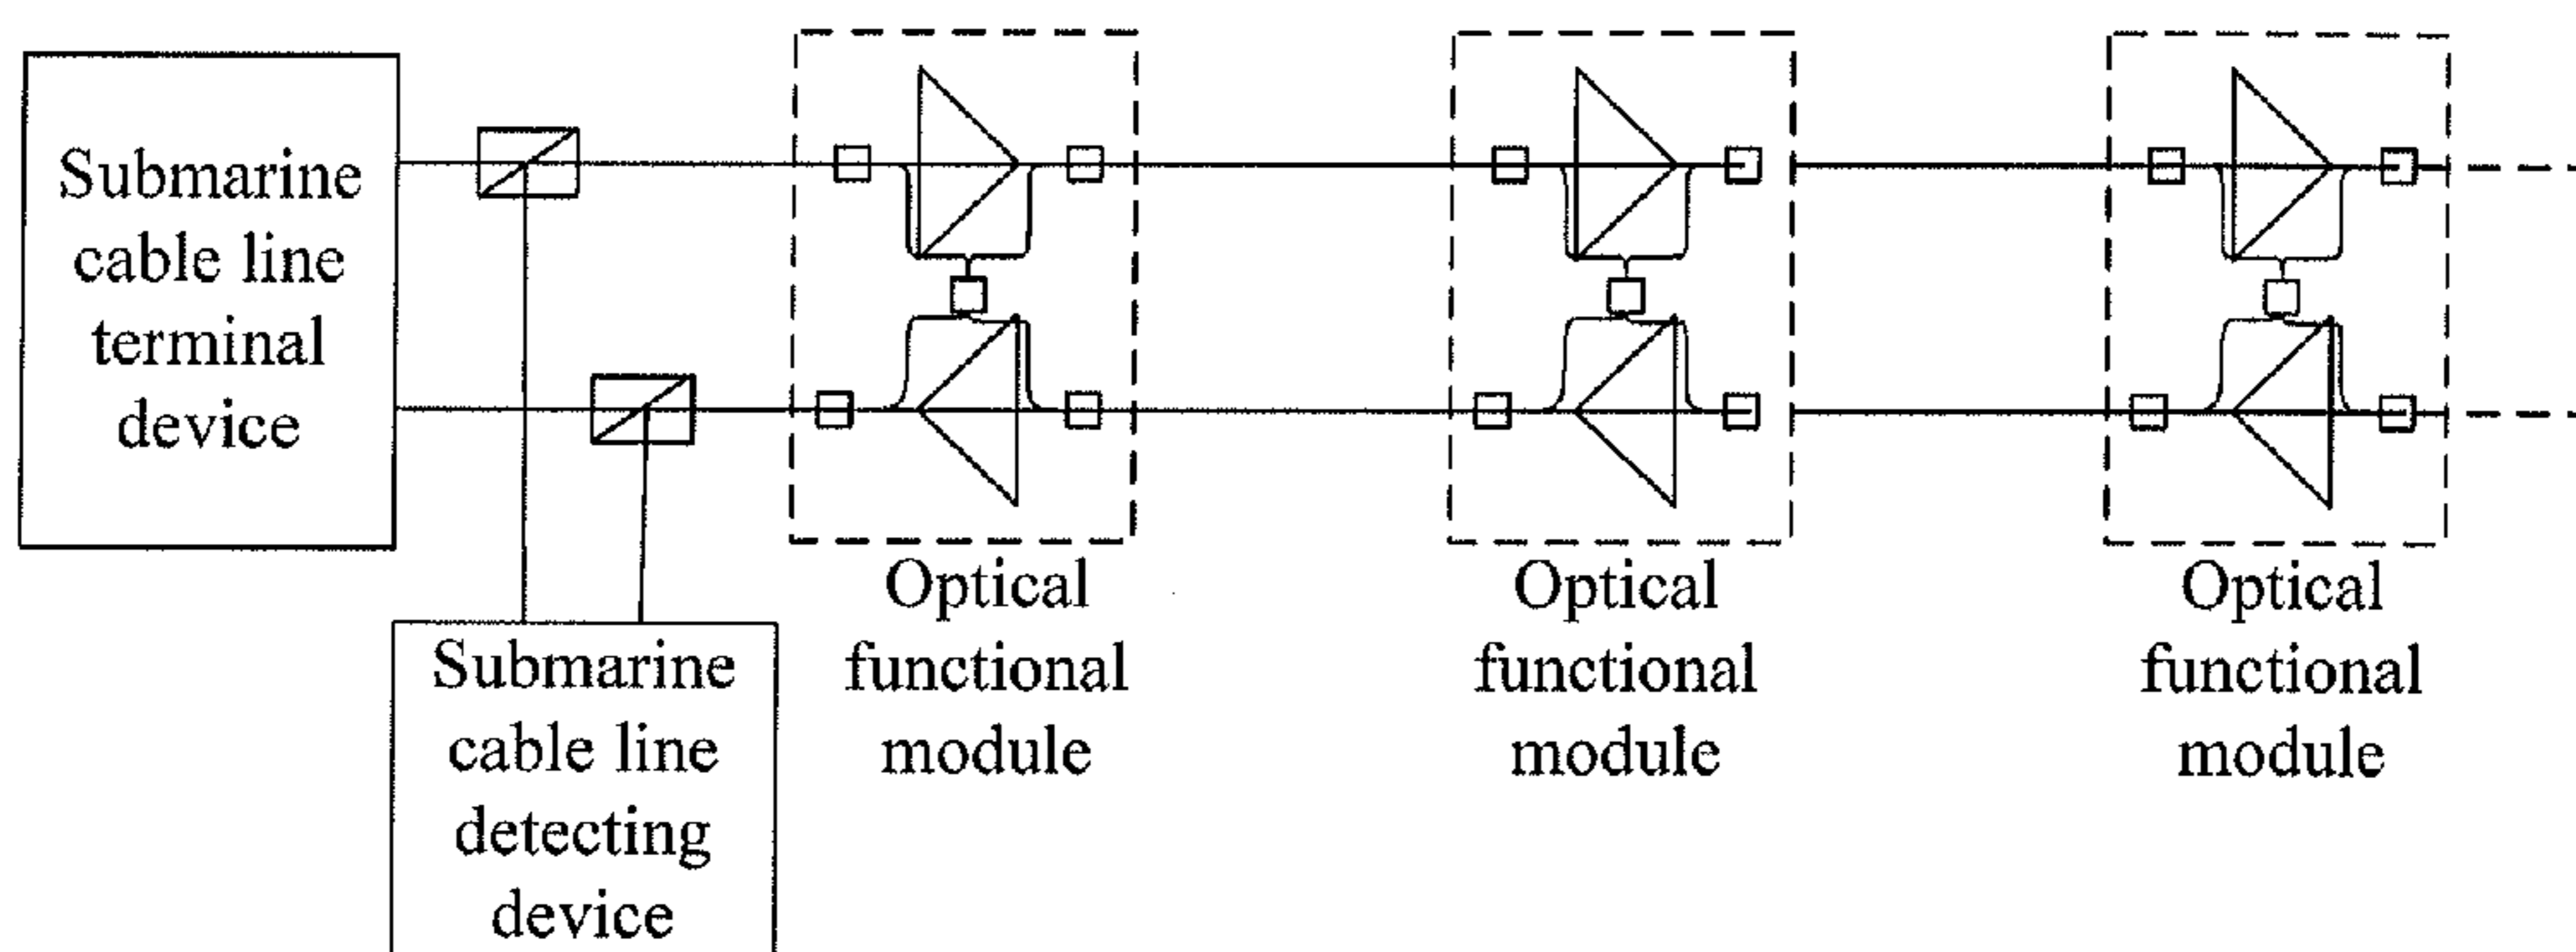 Submarine
cable line
terminal
device
Submarine
cable line
detecting
device
Optical
functional
module
Optical
functional
module
Optical
functional
module